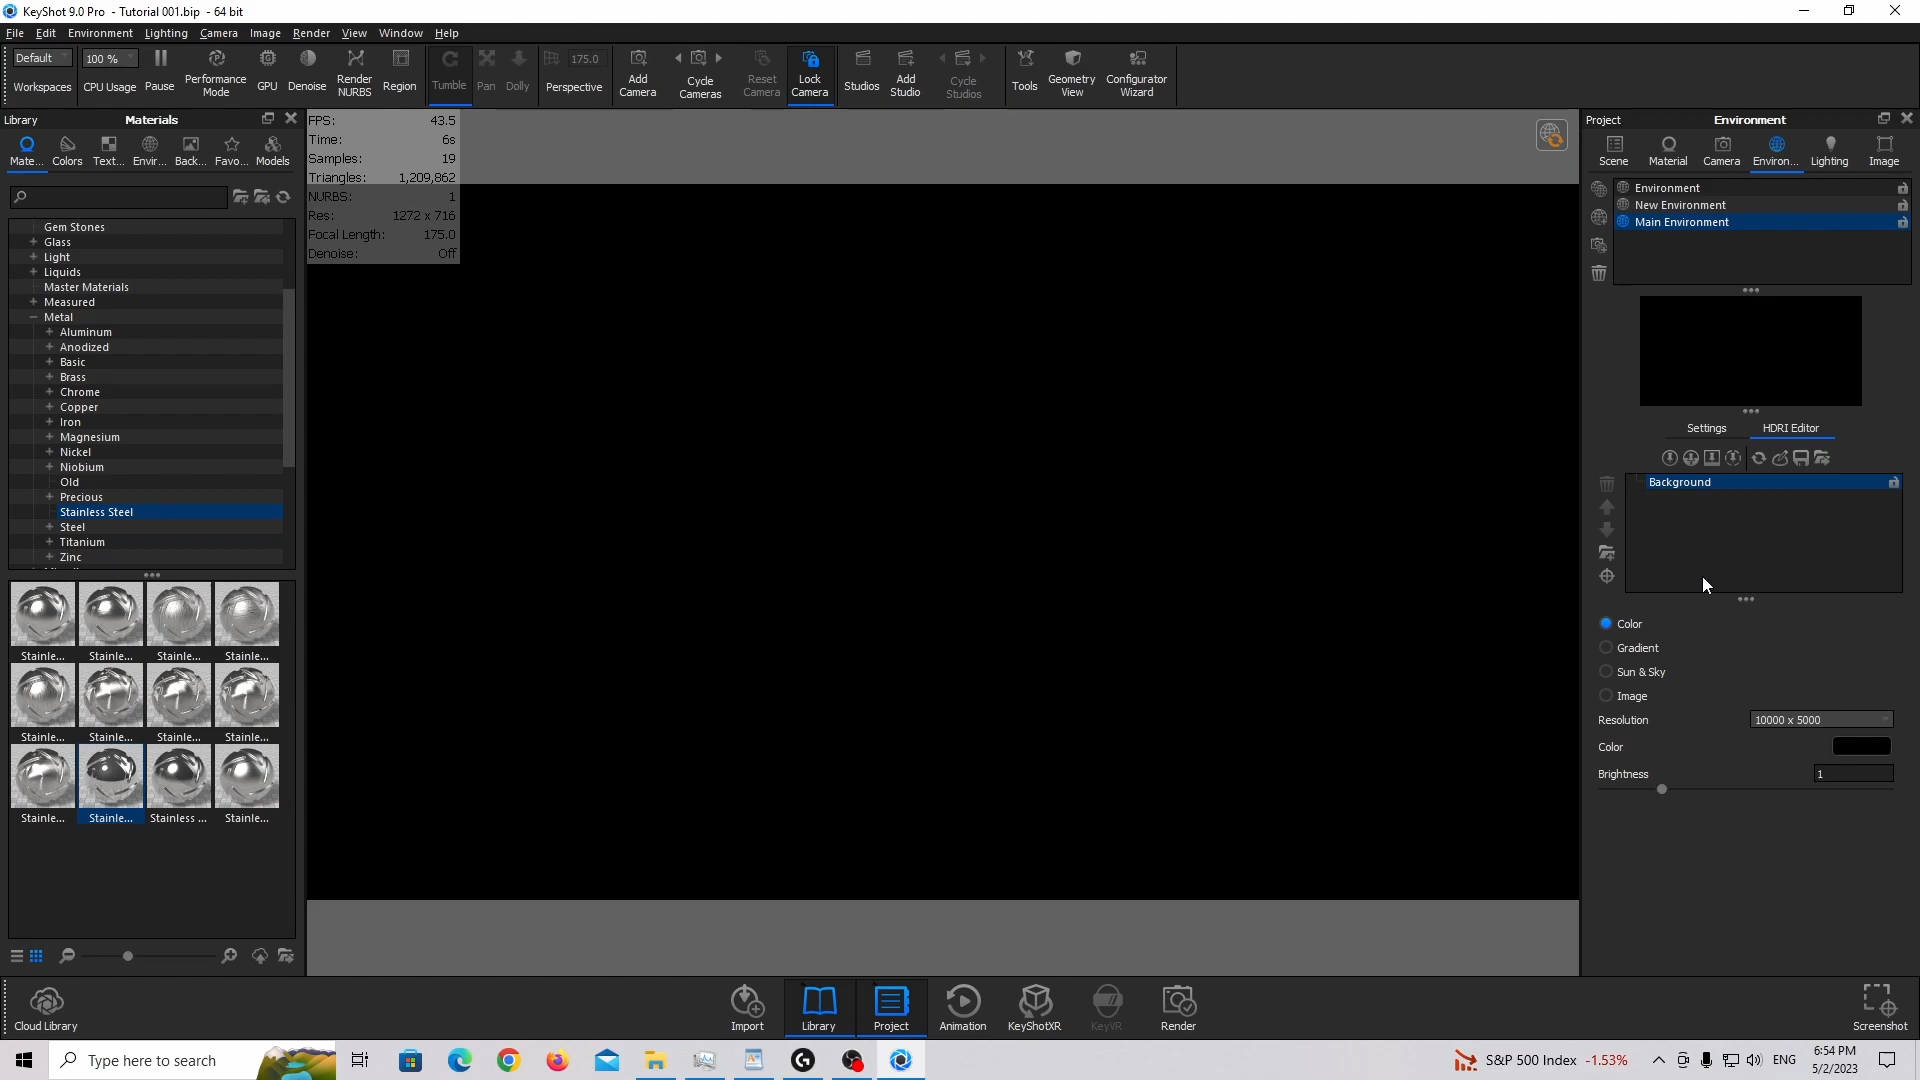 KeyShot 9.0 Pro - Tutorial 001.bip - 64 bit
File Edit Environment Lighting Camera Image Render View Window Help
Default 100 % 175.0
Workspaces CPU Usage Pause Performance Mode GPU Denoise Render NURBS Region Tumble Pan Dolly Perspective Add Camera Cycle Cameras Reset Camera Lock Camera Studios Add Studio Cycle Studios Tools Geometry View Configurator Wizard
Library Materials
Mate... Colors Text... Envir... Back... Favo... Models
Gem Stones
Glass
Light
Liquids
Master Materials
Measured
Metal
Aluminum
Anodized
Basic
Brass
Chrome
Copper
Iron
Magnesium
Nickel
Niobium
Old
Precious
Stainless Steel
Steel
Titanium
Zinc
Stainle... Stainle... Stainle... Stainle...
Stainle... Stainle... Stainle... Stainle...
Stainle... Stainle... Stainless ... Stainle...
FPS: 43.5
Time: 6s
Samples: 19
Triangles: 1,209,862
NURBS: 1
Res: 1272 x 716
Focal Length: 175.0
Denoise: Off
Project Environment
Scene Material Camera Environ... Lighting Image
Environment
New Environment
Main Environment
Settings HDRI Editor
Background
Color
Gradient
Sun & Sky
Image
Resolution 10000 x 5000
Color
Brightness 1
Cloud Library Import Library Project Animation KeyShotXR KeyVR Render Screenshot
Type here to search
S&P 500 Index -1.53% ENG 6:54 PM
5/2/2023